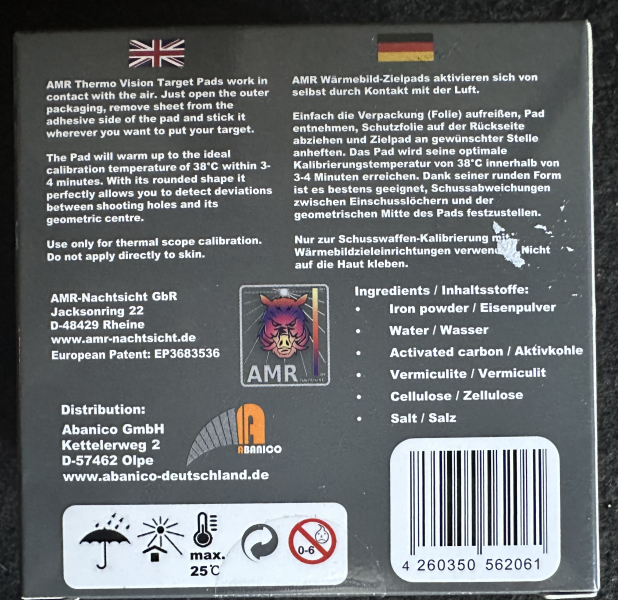 AMR Thermo Vision Target Pads work in
contact with the air. Just open the outer
packaging, remove sheet from the
adhesive side of the pad and stick it
wherever you want to put your target.
The Pad will warm up to the ideal
calibration temperature of 38°C within 3-
4 minutes. With its rounded shape it
perfectly allows you to detect deviations
between shooting holes and its
geometric centre.
Use only for thermal scope calibration.
Do not apply directly to skin.
AMR Wärmebild-Zielpads aktivieren sich von
selbst durch Kontakt mit der Luft.
Einfach die Verpackung (Folie) aufreißen, Pad
entnehmen, Schutzfolie auf der Rückseite
abziehen und Zielpad an gewünschter Stelle
anheften. Das Pad wird seine optimale
Kalibrierungstemperatur von 38°C innerhalb von
3-4 Minuten erreichen. Dank seiner runden Form
ist es bestens geeignet, Schussabweichungen
zwischen Einschusslöchern und der
geometrischen Mitte des Pads festzustellen.
Nur zur Schusswaffen-Kalibrierung mit
Wärmebildzieleinrichtungen Nicht
auf die Haut kleben.
AMR-Nachtsicht GbR
Jacksonring 22
D-48429 Rheine
www.amr-nachtsicht.de
European Patent: EP3683536
AMR
Ingredients / Inhaltsstoffe:
• Iron powder / Eisenpulver
• Water / Wasser
• Activated carbon / Aktivkohle
• Vermiculite / Vermiculit
• Cellulose / Zellulose
• Salt / Salz
Distribution:
Abanico GmbH
Kettelerweg 2
D-57462 Olpe
www.abanico-deutschland.de
ABANICO
max.
25°C
0-6
4 260350 562061